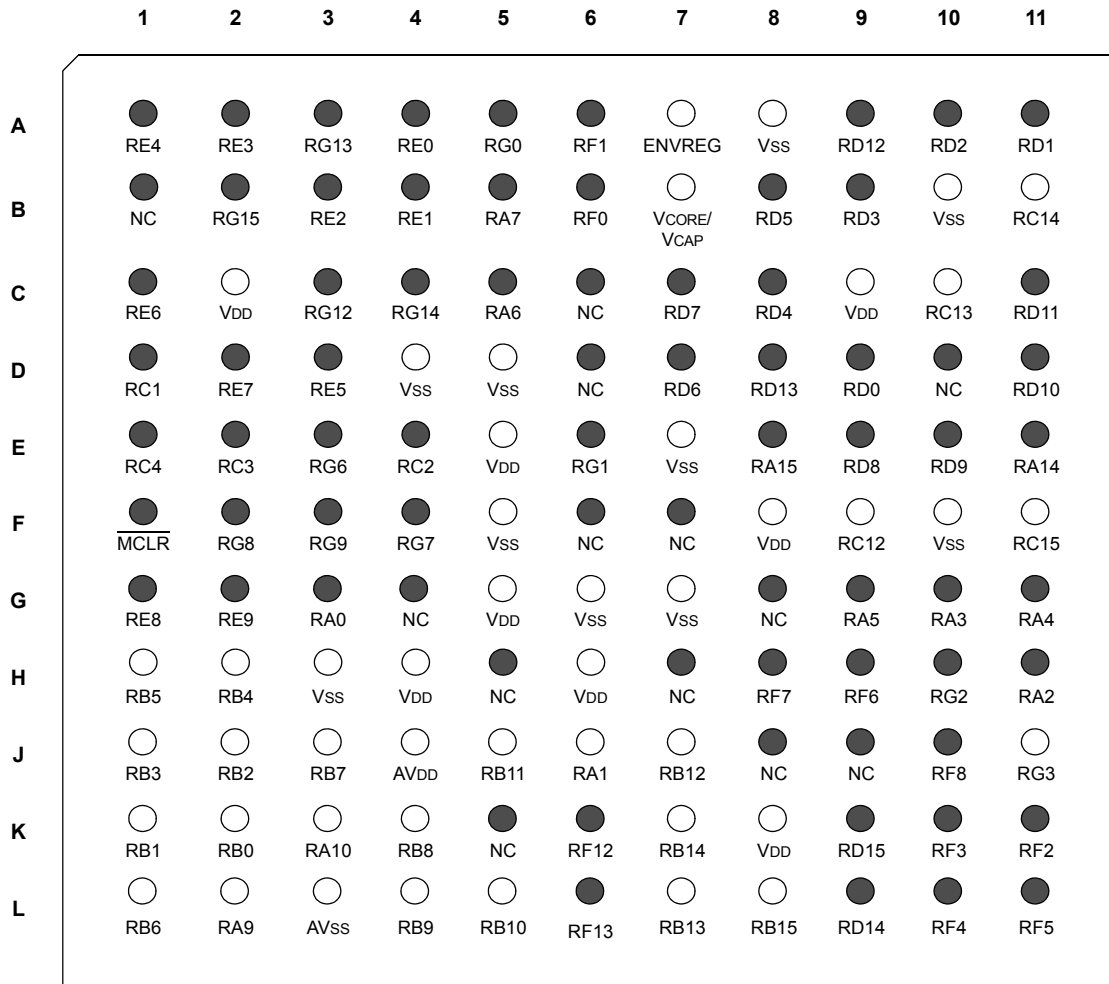 1 2 3 4 5 6 7 8 9 10 11
A
RE4 RE3 RG13 RE0 RG0 RF1 ENVREG VSS RD12 RD2 RD1
B
NC RG15 RE2 RE1 RA7 RF0 VCORE/ RD5 RD3 VSS RC14
VCAP
C
RE6 VDD RG12 RG14 RA6 NC RD7 RD4 VDD RC13 RD11
D
RC1 RE7 RE5 VSS VSS NC RD6 RD13 RD0 NC RD10
E
RC4 RC3 RG6 RC2 VDD RG1 VSS RA15 RD8 RD9 RA14
F
MCLR RG8 RG9 RG7 VSS NC NC VDD RC12 VSS RC15
G
RE8 RE9 RA0 NC VDD VSS VSS NC RA5 RA3 RA4
H
RB5 RB4 VSS VDD NC VDD NC RF7 RF6 RG2 RA2
J
RB3 RB2 RB7 AVDD RB11 RA1 RB12 NC NC RF8 RG3
K
RB1 RB0 RA10 RB8 NC RF12 RB14 VDD RD15 RF3 RF2
L
RB6 RA9 AVSS RB9 RB10 RF13 RB13 RB15 RD14 RF4 RF5